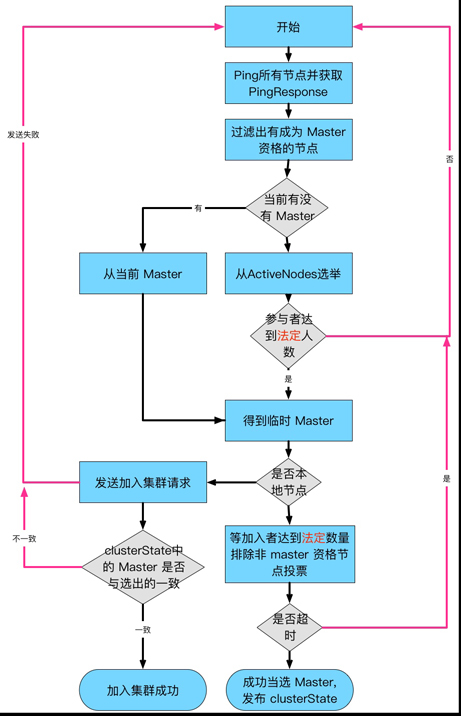 开始
Ping所有节点并获取
PingResponse
过滤出有成为 Master
资格的节点
发送失败
否
当前有没
有 Master
有
从当前 Master
从ActiveNodes选举
参与者达
到法定人
数
是
得到临时 Master
发送加入集群请求
是否本
地节点
是
不一致
clusterState中
的 Master 是否
与选出的一致
等加入者达到法定数量
排除非 master 资格节
点投票
一致
是否超
时
加入集群成功
成功当选 Master,
发布 clusterState